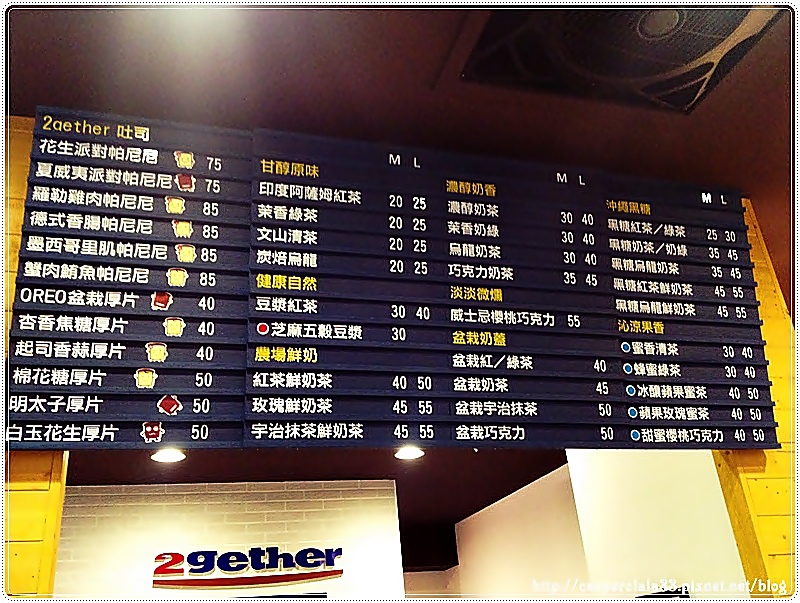 2gether 吐司
花生派對帕尼尼 75
夏威夷派對帕尼尼 75
羅勒雞肉帕尼尼 85
德式香腸帕尼尼 85
墨西哥里肌帕尼尼 85
蟹肉鮪魚帕尼尼 85
OREO盆栽厚片 40
杏香焦糖厚片 40
起司香蒜厚片 40
棉花糖厚片 50
明太子厚片 50
白玉花生厚片 50
甘醇原味 M L
印度阿薩姆紅茶 20 25
茉香綠茶 20 25
文山清茶 20 25
炭焙烏龍 20 25
健康自然
豆漿紅茶 30 40
芝麻五穀豆漿 30
農場鮮奶
紅茶鮮奶茶 40 50
玫瑰鮮奶茶 45 55
宇治抹茶鮮奶茶 45 55
濃醇奶香 M L
濃醇奶茶 30 40
茉香奶綠 30 40
烏龍奶茶 30 40
巧克力奶茶 35 45
淡淡微燻
威士忌櫻桃巧克力 55
盆栽奶蓋
盆栽紅/綠茶 40
盆栽奶茶 45
盆栽宇治抹茶 50
盆栽巧克力 50
沖繩黑糖 M L
黑糖紅茶/綠茶 25 30
黑糖奶茶/奶綠 35 45
黑糖烏龍奶茶 35 45
黑糖紅茶鮮奶茶 45 55
黑糖烏龍鮮奶茶 45 55
沁涼果香
蜜香清茶 30 40
蜂蜜綠茶 30 40
冰釀蘋果蜜茶 40 50
蘋果玫瑰蜜茶 40 50
甜蜜櫻桃巧克力 40 50
2gether